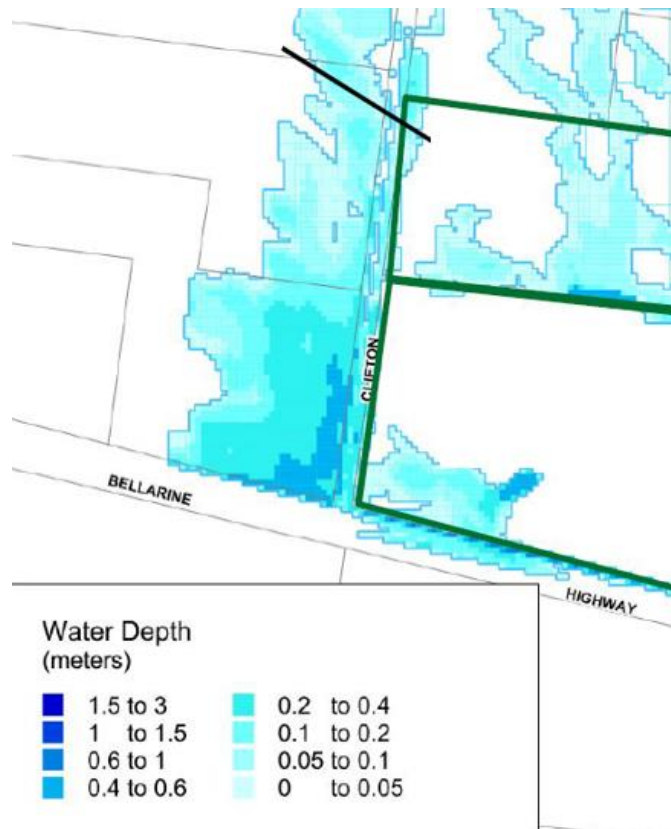 CLIFTON
BELLARINE
HIGHWAY
Water Depth
(meters)
1.5 to 3
1 to 1.5
0.6 to 1
0.4 to 0.6
0.2 to 0.4
0.1 to 0.2
0.05 to 0.1
0 to 0.05